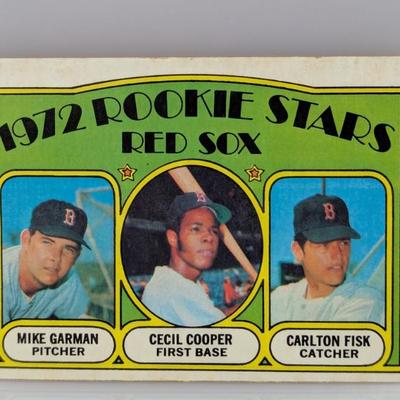 1972 ROOKIE STARS
RED SOX
B
B
B
MIKE GARMAN
PITCHER
CECIL COOPER
FIRST BASE
CARLTON FISK
CATCHER